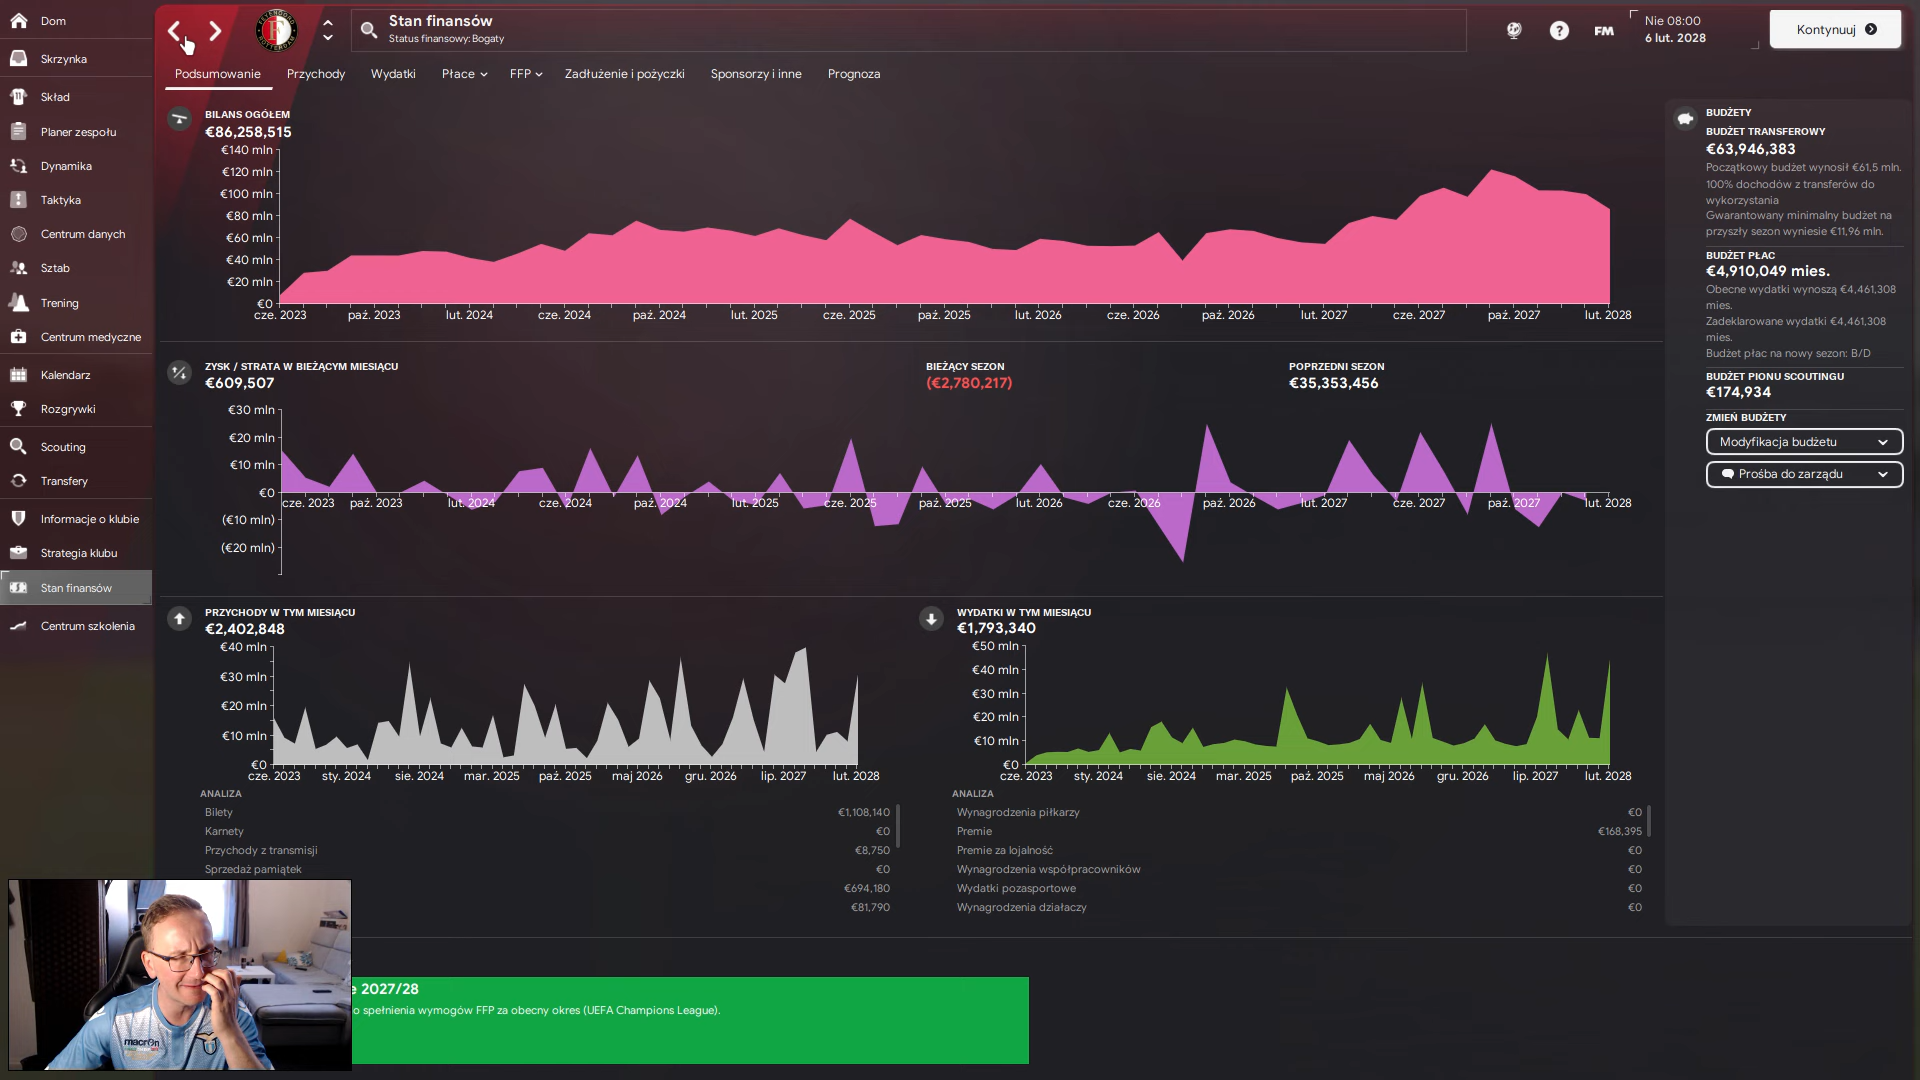 Dom
Skrzynka
Skład
Planer zespołu
Dynamika
Taktyka
Centrum danych
Sztab
Trening
Centrum medyczne
Kalendarz
Rozgrywki
Scouting
Transfery
Informacje o klubie
Strategia klubu
Stan finansów
Centrum szkolenia
Stan finansów
Status finansowy: Bogaty
FM
Nie 08:00
6 lut. 2028
Kontynuuj
Podsumowanie
Przychody
Wydatki
Płace
FFP
Zadłużenie i pożyczki
Sponsorzy i inne
Prognoza
BILANS OGÓŁEM
€86,258,515
€140 mln
€120 mln
€100 mln
€80 mln
€60 mln
€40 mln
€20 mln
€0
cze. 2023 paź. 2023 lut. 2024 cze. 2024 paź. 2024 lut. 2025 cze. 2025 paź. 2025 lut. 2026 cze. 2026 paź. 2026 lut. 2027 cze. 2027 paź. 2027 lut. 2028
ZYSK / STRATA W BIEŻĄCYM MIESIĄCU
€609,507
BIEŻĄCY SEZON
(€2,780,217)
POPRZEDNI SEZON
€35,353,456
€30 mln
€20 mln
€10 mln
€0
(€10 mln)
(€20 mln)
cze. 2023 paź. 2023 lut. 2024 cze. 2024 paź. 2024 lut. 2025 cze. 2025 paź. 2025 lut. 2026 cze. 2026 paź. 2026 lut. 2027 cze. 2027 paź. 2027 lut. 2028
PRZYCHODY W TYM MIESIĄCU
€2,402,848
€40 mln
€30 mln
€20 mln
€10 mln
€0
cze. 2023 sty. 2024 sie. 2024 mar. 2025 paź. 2025 maj 2026 gru. 2026 lip. 2027 lut. 2028
ANALIZA
Bilety €1,108,140
Karnety €0
Przychody z transmisji €8,750
Sprzedaż pamiątek €0
€694,180
€81,790
WYDATKI W TYM MIESIĄCU
€1,793,340
€50 mln
€40 mln
€30 mln
€20 mln
€10 mln
€0
cze. 2023 sty. 2024 sie. 2024 mar. 2025 paź. 2025 maj 2026 gru. 2026 lip. 2027 lut. 2028
ANALIZA
Wynagrodzenia piłkarzy €0
Premie €168,395
Premie za lojalność €0
Wynagrodzenia współpracowników €0
Wydatki pozasportowe €0
Wynagrodzenia działaczy €0
BUDŻETY
BUDŻET TRANSFEROWY
€63,946,383
Początkowy budżet wynosił €61,5 mln.
100% dochodów z transferów do
wykorzystania
Gwarantowany minimalny budżet na
przyszły sezon wyniesie €11,96 mln.
BUDŻET PŁAC
€4,910,049 mies.
Obecne wydatki wynoszą €4,461,308
mies.
Zadeklarowane wydatki €4,461,308
mies.
Budżet płac na nowy sezon: B/D
BUDŻET PIONU SCOUTINGU
€174,934
ZMIEŃ BUDŻETY
Modyfikacja budżetu
Prośba do zarządu
e 2027/28
o spełnienia wymogów FFP za obecny okres (UEFA Champions League).
macron